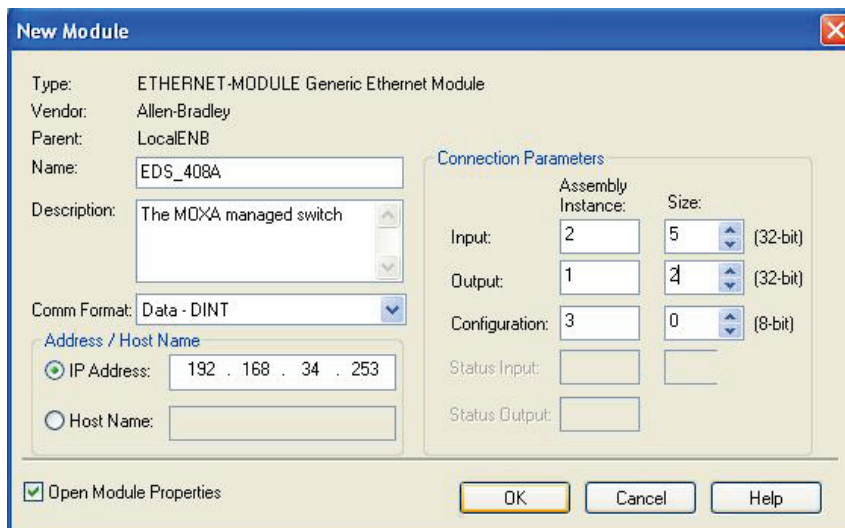 New Module
Type: ETHERNET-MODULE Generic Ethernet Module
Vendor: Allen-Bradley
Parent: LocalENB
Name: EDS_408A
Description: The MOXA managed switch
Comm Format: Data - DINT
Address / Host Name
IP Address: 192 . 168 . 34 . 253
Host Name:
Connection Parameters
Assembly
Instance: Size:
Input: 2 5 (32-bit)
Output: 1 2 (32-bit)
Configuration: 3 0 (8-bit)
Status Input:
Status Output:
Open Module Properties
OK Cancel Help